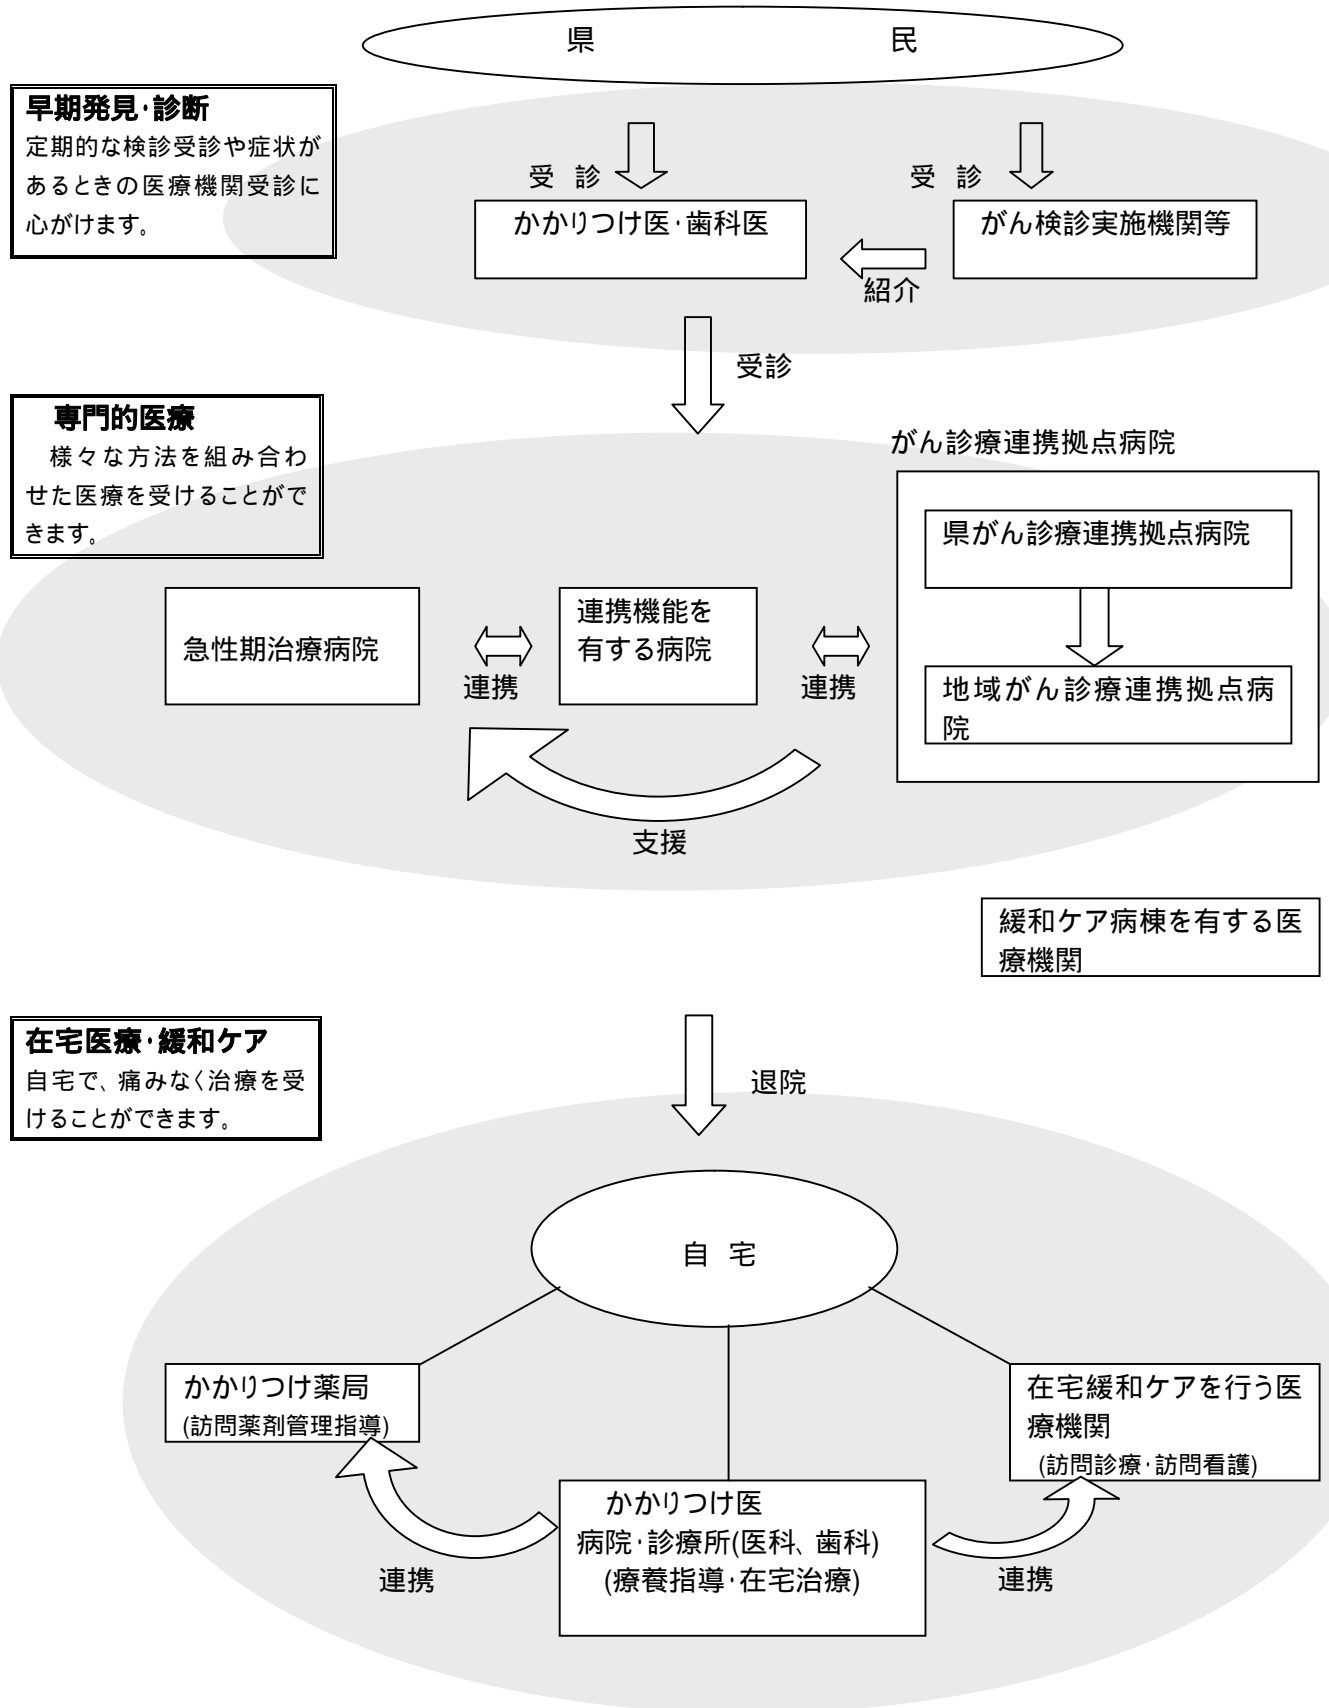 県　民
早期発見・診断
定期的な検診受診や症状が
あるときの医療機関受診に
心がけます。
受 診
受 診
かかりつけ医・歯科医
がん検診実施機関等
紹介
受診
専門的医療
様々な方法を組み合わ
せた医療を受けることがで
きます。
がん診療連携拠点病院
県がん診療連携拠点病院
急性期治療病院
連携
連携機能を
有する病院
連携
地域がん診療連携拠点病
院
支援
緩和ケア病棟を有する医
療機関
在宅医療・緩和ケア
自宅で、痛みなく治療を受
けることができます。
退院
自 宅
かかりつけ薬局
(訪問薬剤管理指導)
在宅緩和ケアを行う医
療機関
(訪問診療・訪問看護)
かかりつけ医
病院・診療所(医科、歯科)
(療養指導・在宅治療)
連携
連携